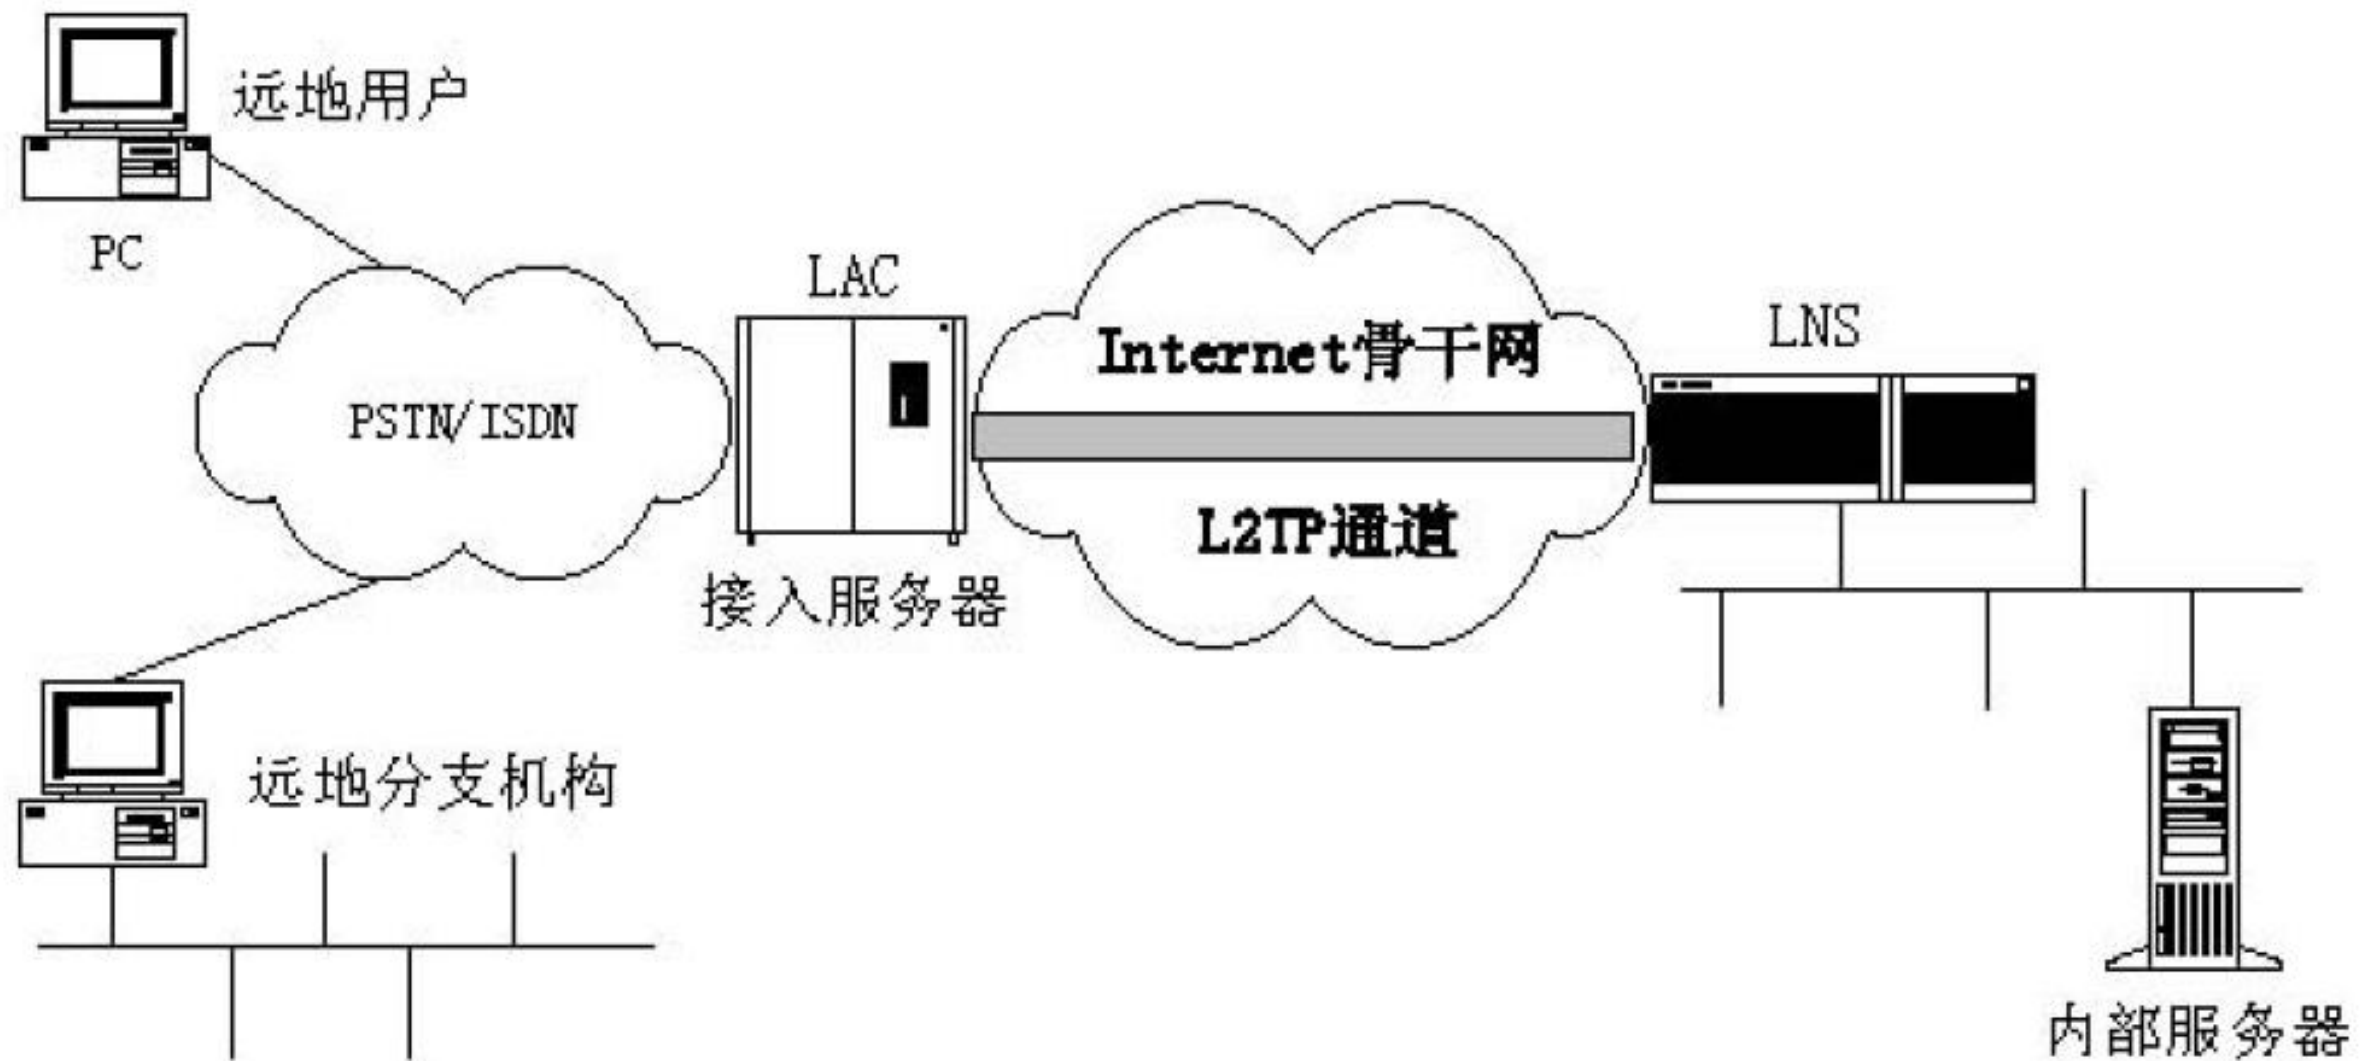 远地用户
PC
LAC
PSTN/ISDN
Internet骨干网
LNS
L2TP通道
接入服务器
远地分支机构
内部服务器